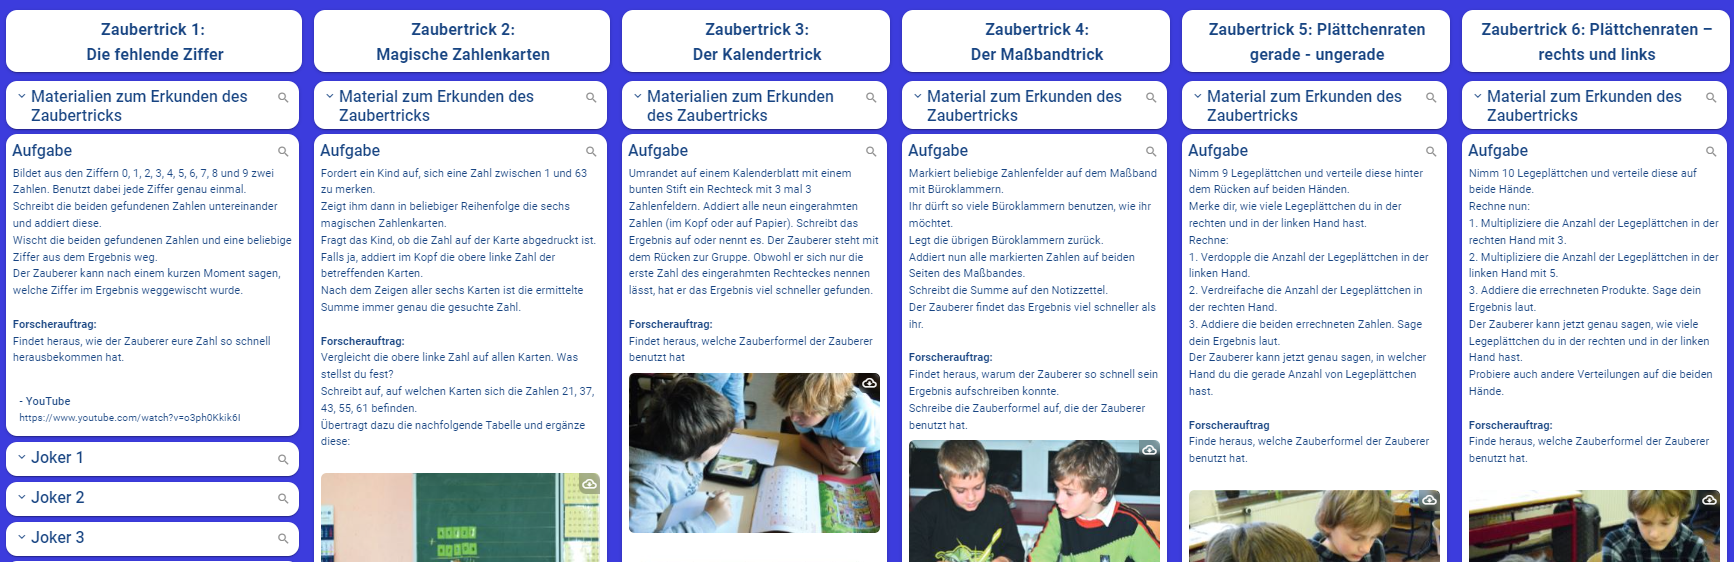 Zaubertrick 1:
Die fehlende Ziffer
Materialien zum Erkunden des
Zaubertricks
Aufgabe
Bildet aus den Ziffern 0, 1, 2, 3, 4, 5, 6, 7, 8 und 9 zwei
Zahlen. Benutzt dabei jede Ziffer genau einmal.
Schreibt die beiden gefundenen Zahlen untereinander
und addiert diese.
Wischt die beiden gefundenen Zahlen und eine beliebige
Ziffer aus dem Ergebnis weg.
Der Zauberer kann nach einem kurzen Moment sagen,
welche Ziffer im Ergebnis weggewischt wurde.
Forscherauftrag:
Findet heraus, wie der Zauberer eure Zahl so schnell
herausbekommen hat.
- YouTube
https://www.youtube.com/watch?v=o3ph0Kkik6I
Joker 1
Joker 2
Joker 3
Zaubertrick 2:
Magische Zahlenkarten
Material zum Erkunden des
Zaubertricks
Aufgabe
Fordert ein Kind auf, sich eine Zahl zwischen 1 und 63
zu merken.
Zeigt ihm dann in beliebiger Reihenfolge die sechs
magischen Zahlenkarten.
Fragt das Kind, ob die Zahl auf der Karte abgedruckt ist.
Falls ja, addiert im Kopf die obere linke Zahl der
betreffenden Karten.
Nach dem Zeigen aller sechs Karten ist die ermittelte
Summe immer genau die gesuchte Zahl.
Forscherauftrag:
Vergleicht die obere linke Zahl auf allen Karten. Was
stellst du fest?
Schreibt auf, auf welchen Karten sich die Zahlen 21, 37,
43, 55, 61 befinden.
Übertragt dazu die nachfolgende Tabelle und ergänze
diese:
Zaubertrick 3:
Der Kalendertrick
Materialien zum Erkunden
des Zaubertricks
Aufgabe
Umrandet auf einem Kalenderblatt mit einem
bunten Stift ein Rechteck mit 3 mal 3
Zahlenfeldern. Addiert alle neun eingerahmten
Zahlen (im Kopf oder auf Papier). Schreibt das
Ergebnis auf oder nennt es. Der Zauberer steht mit
dem Rücken zur Gruppe. Obwohl er sich nur die
erste Zahl des eingerahmten Rechteckes nennen
lässt, hat er das Ergebnis viel schneller gefunden.
Forscherauftrag:
Findet heraus, welche Zauberformel der Zauberer
benutzt hat
Zaubertrick 4:
Der Maßbandtrick
Material zum Erkunden des
Zaubertricks
Aufgabe
Markiert beliebige Zahlenfelder auf dem Maßband
mit Büroklammern.
Ihr dürft so viele Büroklammern benutzen, wie ihr
möchtet.
Legt die übrigen Büroklammern zurück.
Addiert nun alle markierten Zahlen auf beiden
Seiten des Maßbandes.
Schreibt die Summe auf den Notizzettel.
Der Zauberer findet das Ergebnis viel schneller als
ihr.
Forscherauftrag:
Findet heraus, warum der Zauberer so schnell sein
Ergebnis aufschreiben konnte.
Schreibe die Zauberformel auf, die der Zauberer
benutzt hat.
Zaubertrick 5: Plättchenraten
gerade - ungerade
Material zum Erkunden des
Zaubertricks
Aufgabe
Nimm 9 Legeplättchen und verteile diese hinter
dem Rücken auf beiden Händen.
Merke dir, wie viele Legeplättchen du in der
rechten und in der linken Hand hast.
Rechne:
1. Verdopple die Anzahl der Legeplättchen in der
linken Hand.
2. Verdreifache die Anzahl der Legeplättchen in
der rechten Hand.
3. Addiere die beiden errechneten Zahlen. Sage
dein Ergebnis laut.
Der Zauberer kann jetzt genau sagen, in welcher
Hand du die gerade Anzahl von Legeplättchen
hast.
Forscherauftrag
Finde heraus, welche Zauberformel der Zauberer
benutzt hat.
Zaubertrick 6: Plättchenraten –
rechts und links
Material zum Erkunden des
Zaubertricks
Aufgabe
Nimm 10 Legeplättchen und verteile diese auf
beide Hände.
Rechne nun:
1. Multipliziere die Anzahl der Legeplättchen in der
rechten Hand mit 3.
2. Multipliziere die Anzahl der Legeplättchen in der
linken Hand mit 5.
3. Addiere die errechneten Produkte. Sage dein
Ergebnis laut.
Der Zauberer kann jetzt genau sagen, wie viele
Legeplättchen du in der rechten und in der linken
Hand hast.
Probiere auch andere Verteilungen auf die beiden
Hände.
Forscherauftrag:
Finde heraus, welche Zauberformel der Zauberer
benutzt hat.